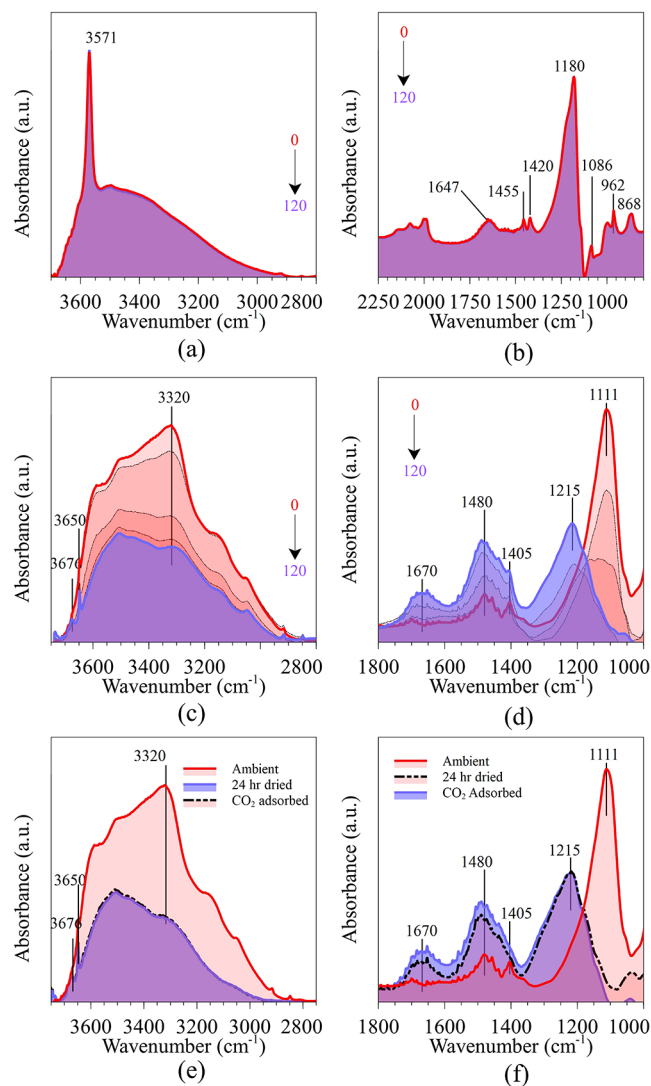 3571
0
120
Absorbance (a.u.)
3600 3400 3200 3000 2800
Wavenumber (cm-1)
(a)
0
120
1180
1647
1455
1420
1086
962
868
Absorbance (a.u.)
2250 2000 1750 1500 1250 1000
Wavenumber (cm-1)
(b)
3320
3650
3676
0
120
Absorbance (a.u.)
3600 3400 3200 3000 2800
Wavenumber (cm-1)
(c)
0
120
1111
1215
1480
1405
1670
Absorbance (a.u.)
1800 1600 1400 1200 1000
Wavenumber (cm-1)
(d)
3320
Ambient
24 hr dried
CO2 adsorbed
3650
3676
Absorbance (a.u.)
3600 3400 3200 3000 2800
Wavenumber (cm-1)
(e)
1111
Ambient
24 hr dried
CO2 Adsorbed
1215
1480
1405
1670
Absorbance (a.u.)
1800 1600 1400 1200 1000
Wavenumber (cm-1)
(f)